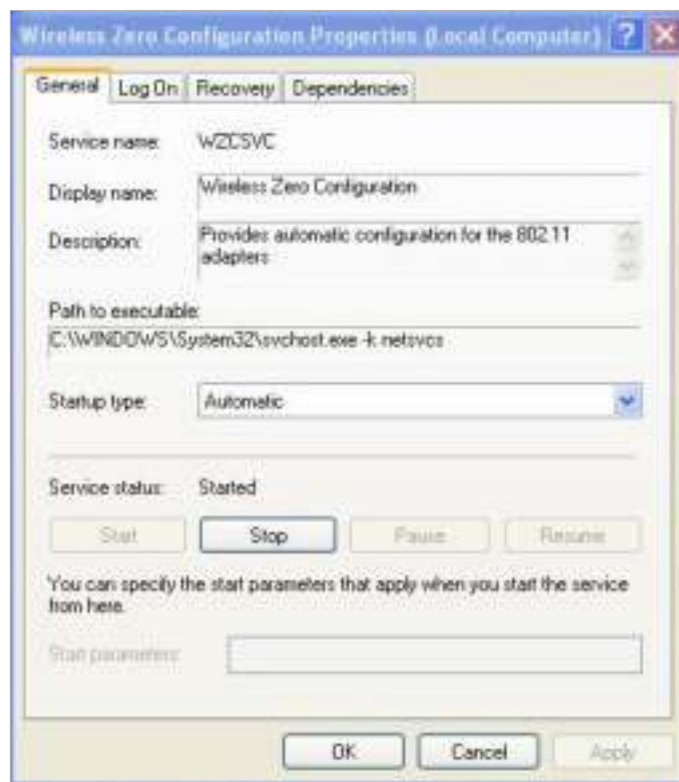 Wireless Zero Configuration Properties (Local Computer)
General Log On Recovery Dependencies
Service name: WZCSVC
Display name: Wireless Zero Configuration
Description: Provides automatic configuration for the 802.11
adapters
Path to executable:
C:\WINDOWS\System32\svchost.exe -k netsvcs
Startup type: Automatic
Service status: Started
Start Stop Pause Resume
You can specify the start parameters that apply when you start the service
from here.
Start parameters:
OK Cancel Apply